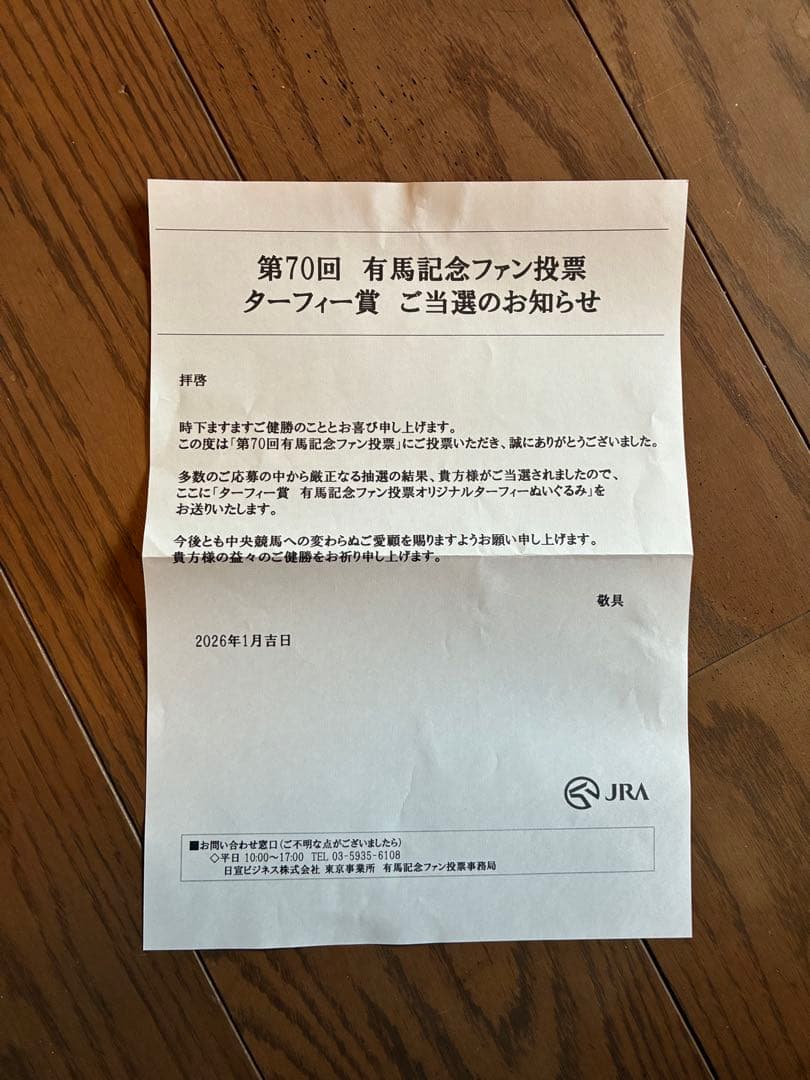 第70回　有馬記念ファン投票
ターフィー賞　ご当選のお知らせ
拝啓
時下ますますご健勝のこととお喜び申し上げます。
この度は「第70回有馬記念ファン投票」にご投票いただき、誠にありがとうございました。
多数のご応募の中から厳正なる抽選の結果、貴方様がご当選されましたので、
ここに「ターフィー賞　有馬記念ファン投票オリジナルターフィーぬいぐるみ」を
お送りいたします。
今後とも中央競馬への変わらぬご愛顧を賜りますようお願い申し上げます。
貴方様の益々のご健勝をお祈り申し上げます。
敬具
2026年1月吉日
JRA
■お問い合わせ窓口（ご不明な点がございましたら）
◇平日 10:00～17:00　TEL 03-5935-6108
日宣ビジネス株式会社 東京事業所　有馬記念ファン投票事務局